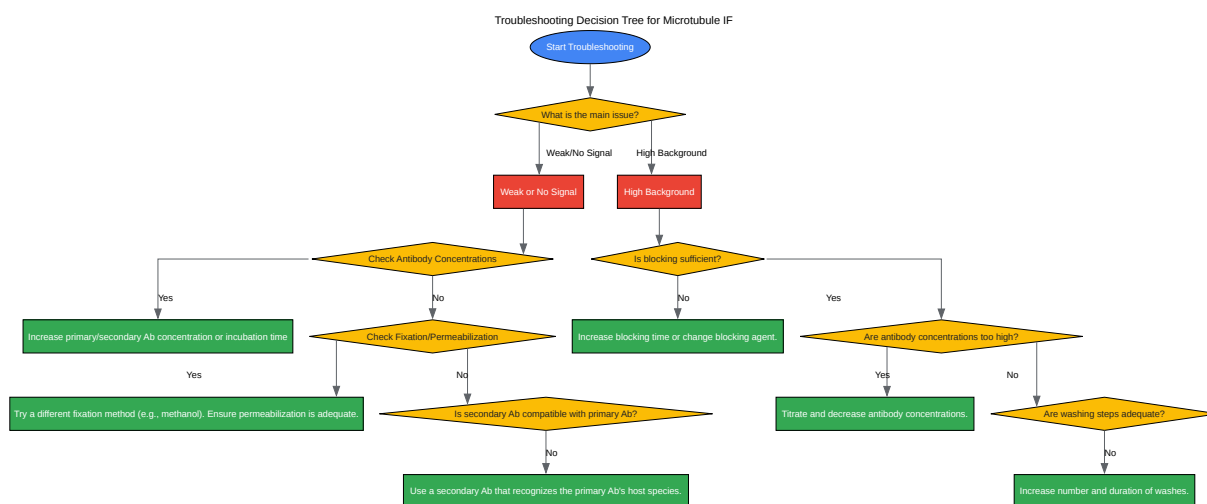 Troubleshooting Decision Tree for Microtubule IF
Start Troubleshooting
What is the main issue?
Weak/No Signal
High Background
Weak or No Signal
High Background
Check Antibody Concentrations
Is blocking sufficient?
Yes
No
No
Yes
Increase primary/secondary Ab concentration or incubation time
Check Fixation/Permeabilization
Increase blocking time or change blocking agent.
Are antibody concentrations too high?
Yes
No
Yes
No
Try a different fixation method (e.g., methanol). Ensure permeabilization is adequate.
Is secondary Ab compatible with primary Ab?
Titrate and decrease antibody concentrations.
Are washing steps adequate?
No
No
Use a secondary Ab that recognizes the primary Ab's host species.
Increase number and duration of washes.